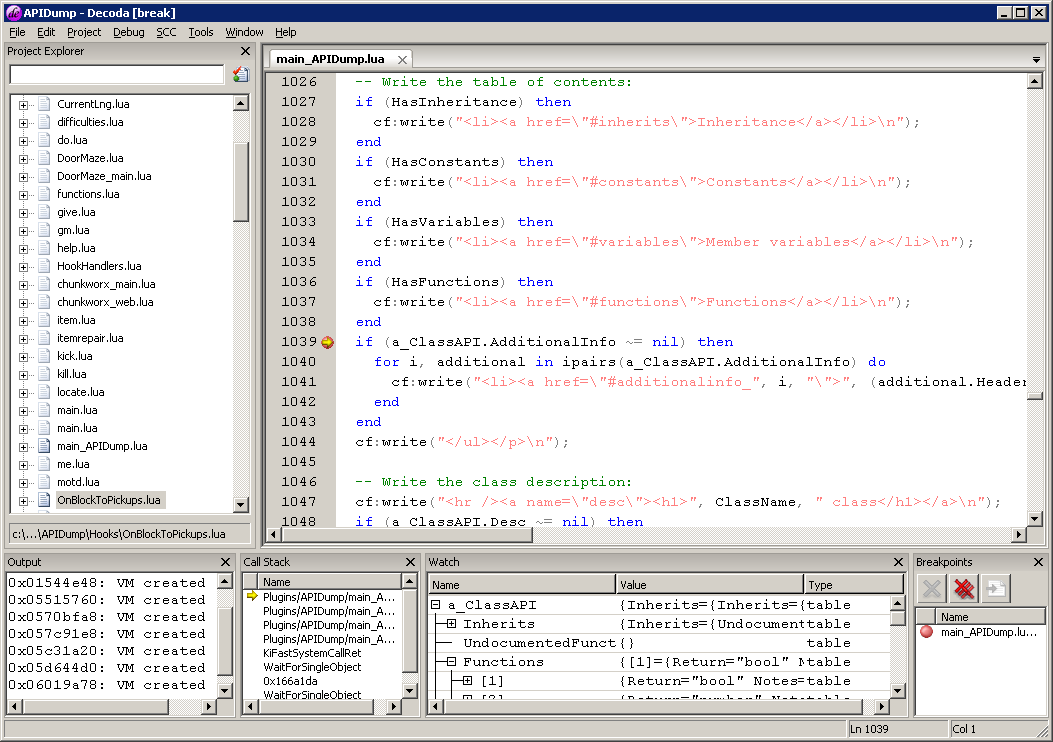 APIDump - Decoda [break]
File Edit Project Debug SCC Tools Window Help
Project Explorer
CurrentLng.lua
difficulties.lua
do.lua
DoorMaze.lua
DoorMaze_main.lua
functions.lua
give.lua
gm.lua
help.lua
HookHandlers.lua
chunkworx_main.lua
chunkworx_web.lua
item.lua
itemrepair.lua
kick.lua
kill.lua
locate.lua
main.lua
main.lua
main_APIDump.lua
me.lua
motd.lua
OnBlockToPickups.lua
c:\...\APIDump\Hooks\OnBlockToPickups.lua
main_APIDump.lua
1026 -- Write the table of contents:
1027 if (HasInheritance) then
1028 cf:write("<li><a href=\"#inherits\">Inheritance</a></li>\n");
1029 end
1030 if (HasConstants) then
1031 cf:write("<li><a href=\"#constants\">Constants</a></li>\n");
1032 end
1033 if (HasVariables) then
1034 cf:write("<li><a href=\"#variables\">Member variables</a></li>\n");
1035 end
1036 if (HasFunctions) then
1037 cf:write("<li><a href=\"#functions\">Functions</a></li>\n");
1038 end
1039 if (a_ClassAPI.AdditionalInfo ~= nil) then
1040 for i, additional in ipairs(a_ClassAPI.AdditionalInfo) do
1041 cf:write("<li><a href=\"#additionalinfo_", i, "\">", (additional.Header
1042 end
1043 end
1044 cf:write("</ul></p>\n");
1045
1046 -- Write the class description:
1047 cf:write("<hr /><a name=\"desc\"><h1>", ClassName, " class</h1></a>\n");
1048 if (a_ClassAPI.Desc ~= nil) then
Output
0x01544e48: VM created
0x05515760: VM created
0x0570bfa8: VM created
0x057c91e8: VM created
0x05c31a20: VM created
0x05d644d0: VM created
0x06019a78: VM created
Call Stack
Name
Plugins/APIDump/main_A...
Plugins/APIDump/main_A...
Plugins/APIDump/main_A...
Plugins/APIDump/main_A...
KiFastSystemCallRet
WaitForSingleObject
0x166a1da
WaitForSingleObject
Watch
Name Value Type
a_ClassAPI {Inherits={Inherits={ table
Inherits {Inherits={Undocument table
UndocumentedFunct {} table
Functions {[1]={Return="bool" N table
[1] {Return="bool" Notes= table
Breakpoints
Name
main_APIDump.lu...
Ln 1039 Col 1